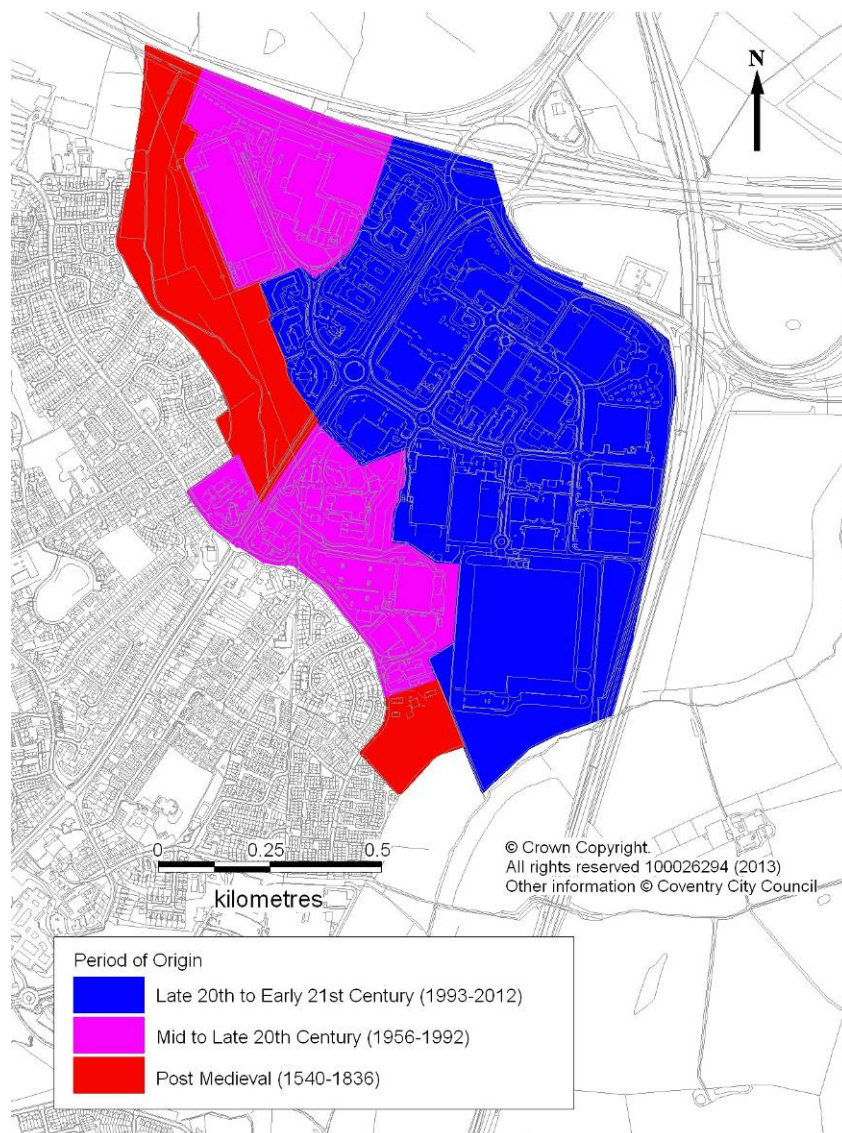 N
0 0.25 0.5
kilometres
© Crown Copyright.
All rights reserved 100026294 (2013)
Other information © Coventry City Council
Period of Origin
Late 20th to Early 21st Century (1993-2012)
Mid to Late 20th Century (1956-1992)
Post Medieval (1540-1836)